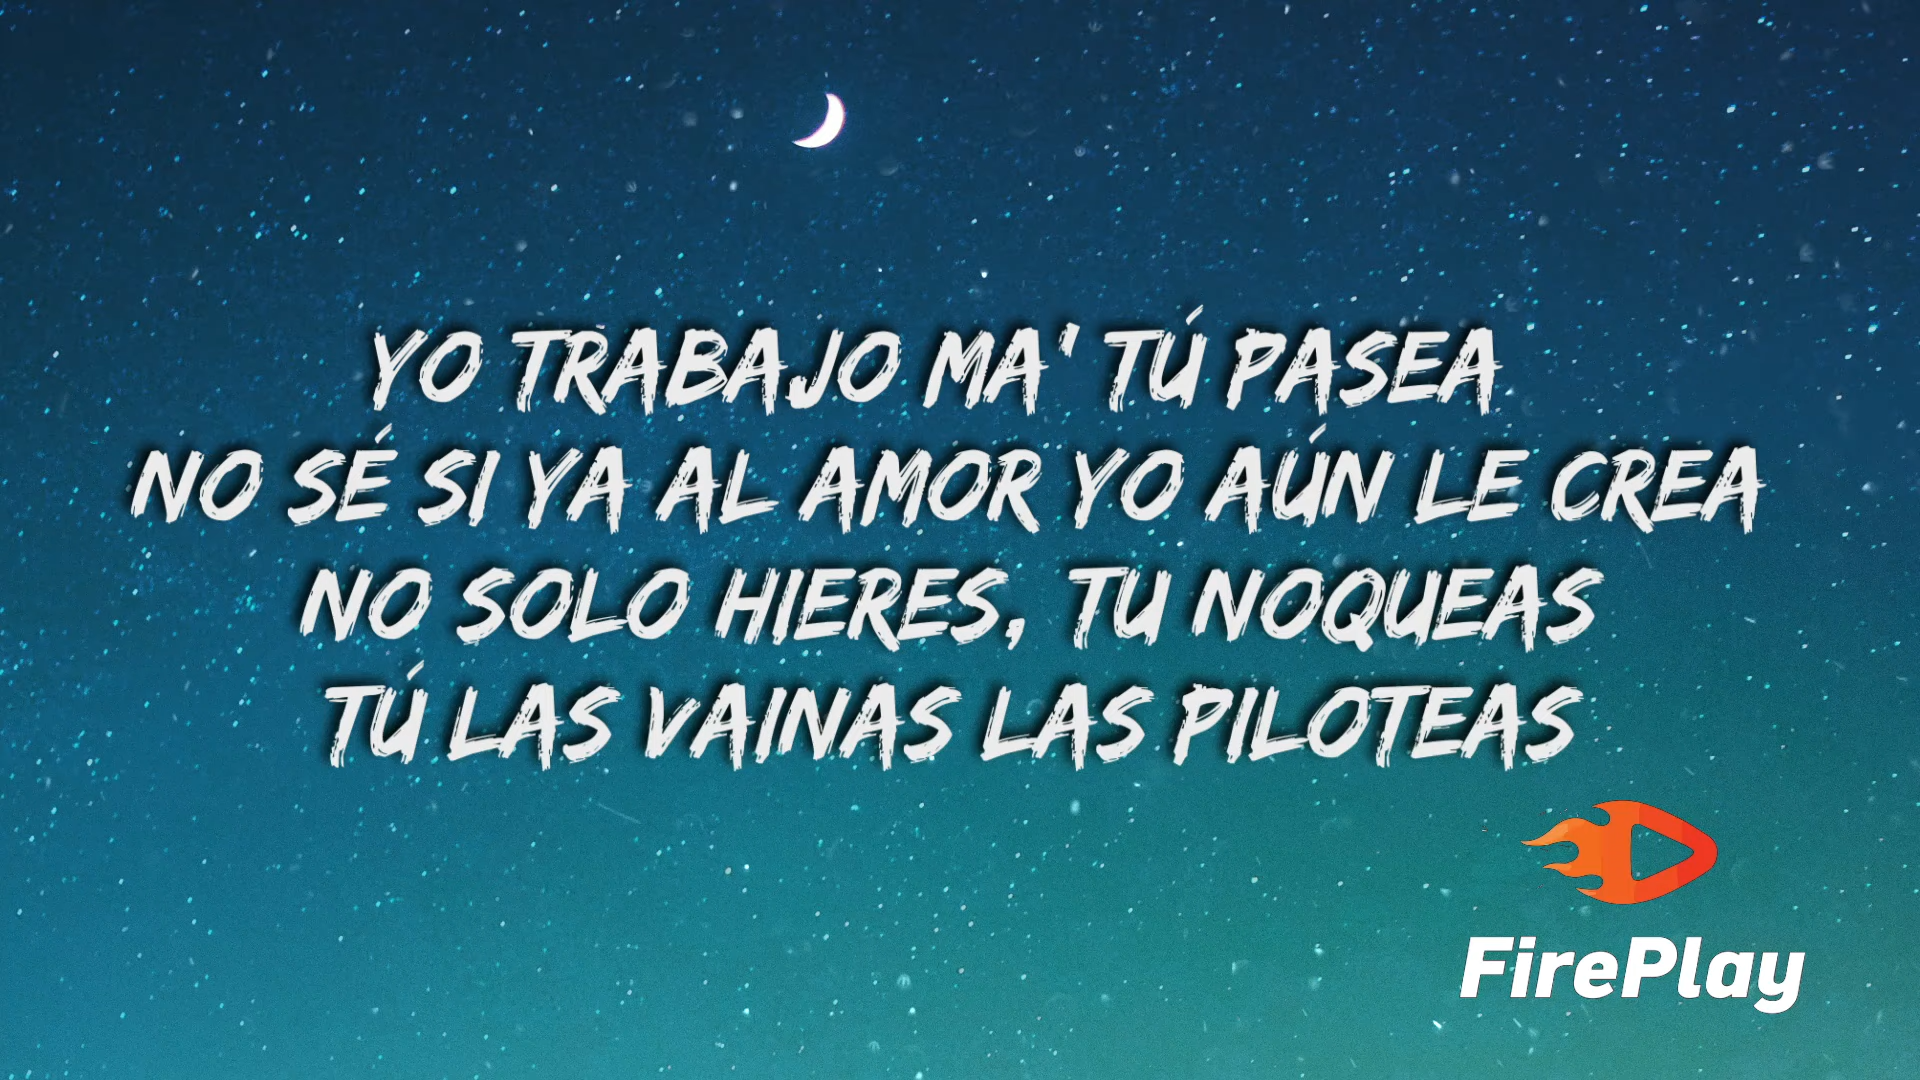 YO TRABAJO MA' TÚ PASEA
NO SÉ SI YA AL AMOR YO AÚN LE CREA
NO SOLO HIERES, TU NOQUEAS
TÚ LAS VAINAS LAS PILOTEAS
FirePlay